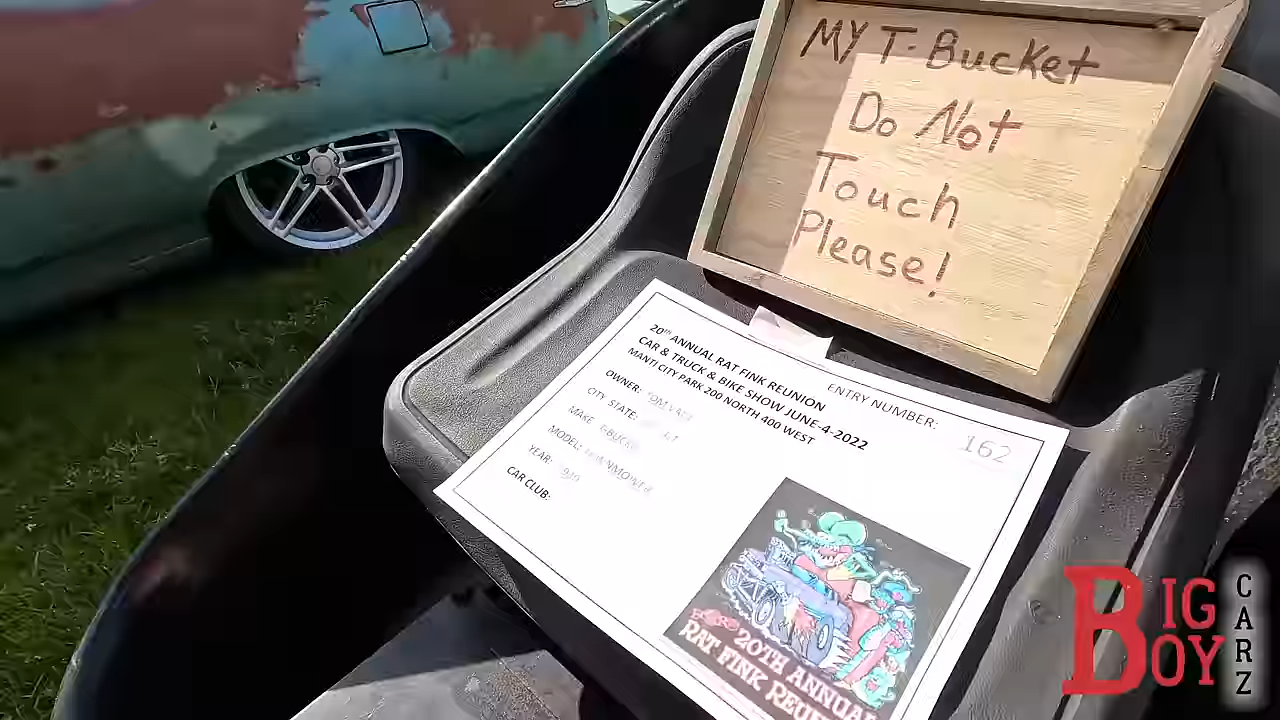 MY T-Bucket
Do Not
Touch
Please!
20th ANNUAL RAT FINK REUNION
CAR & TRUCK & BIKE SHOW JUNE-4-2022
MANTI CITY PARK 200 NORTH 400 WEST
ENTRY NUMBER: 162
OWNER:
CITY STATE:
MAKE
MODEL:
YEAR:
CAR CLUB:
20TH ANNUAL
RAT FINK
BIG BOY CARZ